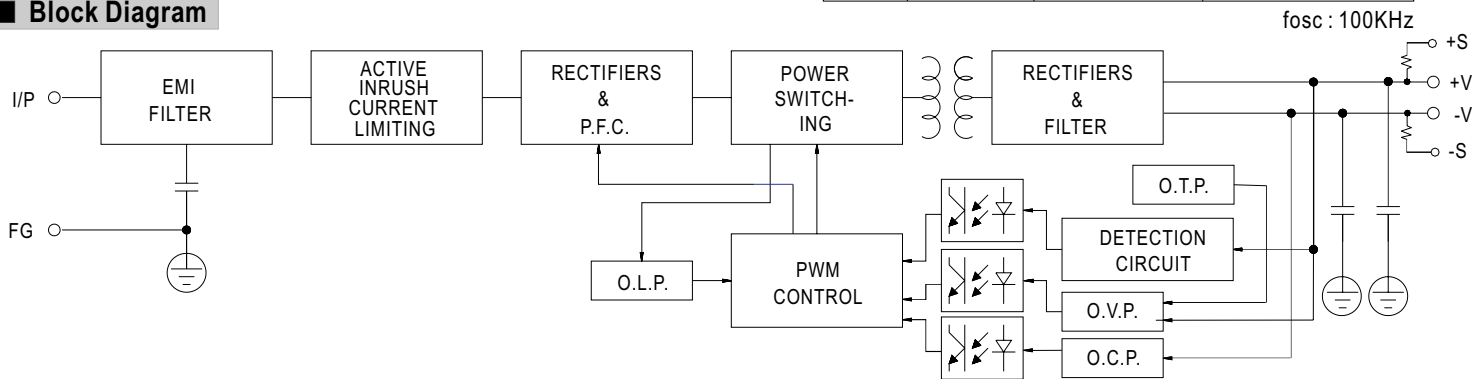 Block Diagram
fosc : 100KHz
+S
I/P
EMI
FILTER
ACTIVE
INRUSH
CURRENT
LIMITING
RECTIFIERS
&
P.F.C.
POWER
SWITCH-
ING
RECTIFIERS
&
FILTER
+V
-V
-S
FG
O.L.P.
PWM
CONTROL
O.T.P.
DETECTION
CIRCUIT
O.V.P.
O.C.P.